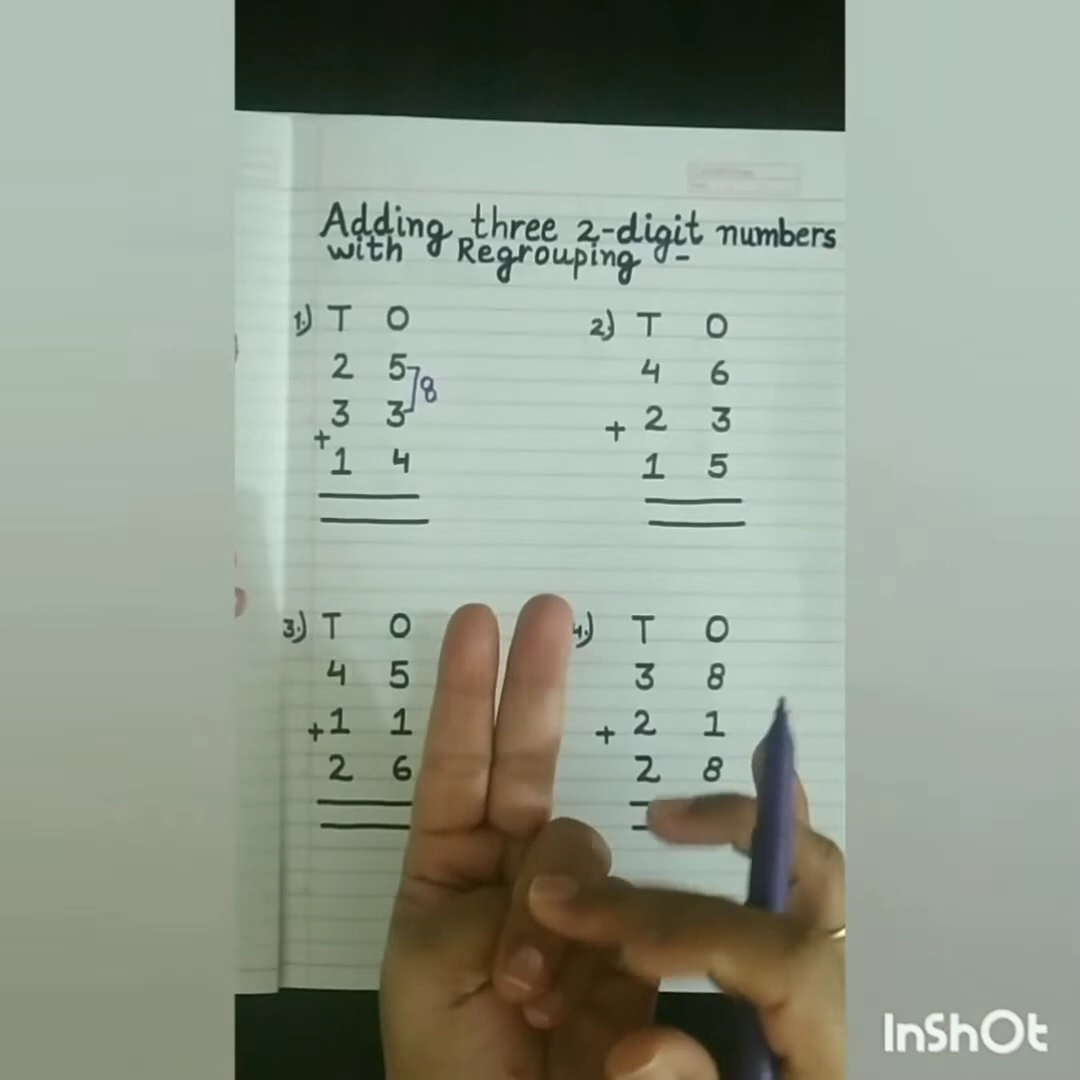 Adding three 2-digit numbers
with Regrouping -
1.) T O
2 5
8
3 3
+
1 4
2) T O
4 6
+ 2 3
1 5
3.) T O
4 5
+ 1 1
2 6
4.) T O
3 8
+ 2 1
2 8
InShOt